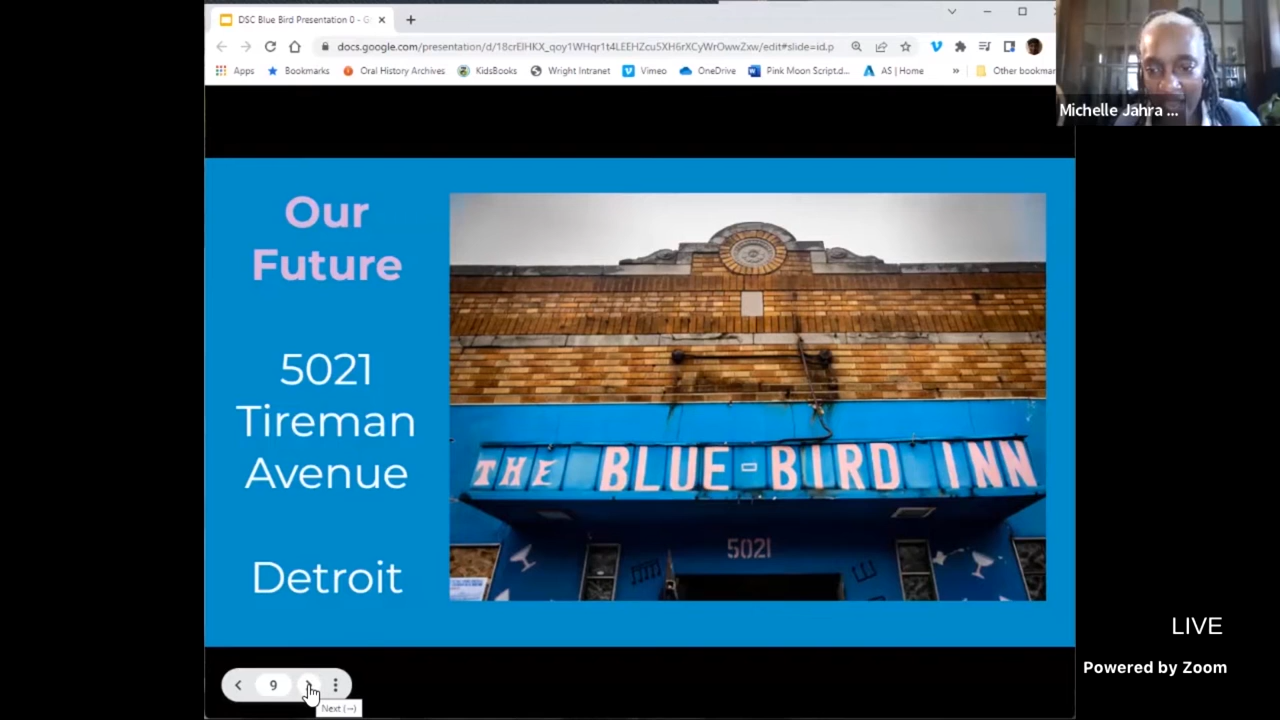 DSC Blue Bird Presentation 0 - G
docs.google.com/presentation/d/18crEIHKX_qoy1WHqr1t4LEEHZcu5XH6rXCyWrOwwZxw/edit#slide=id.p
Apps Bookmarks Oral History Archives KidsBooks Wright Intranet Vimeo OneDrive Pink Moon Script.d... AS | Home » Other bookmar
Michelle Jahra ...
Our
Future
5021
Tireman
Avenue
Detroit
THE BLUE-BIRD INN
5021
LIVE
Powered by Zoom
9
Next (→)